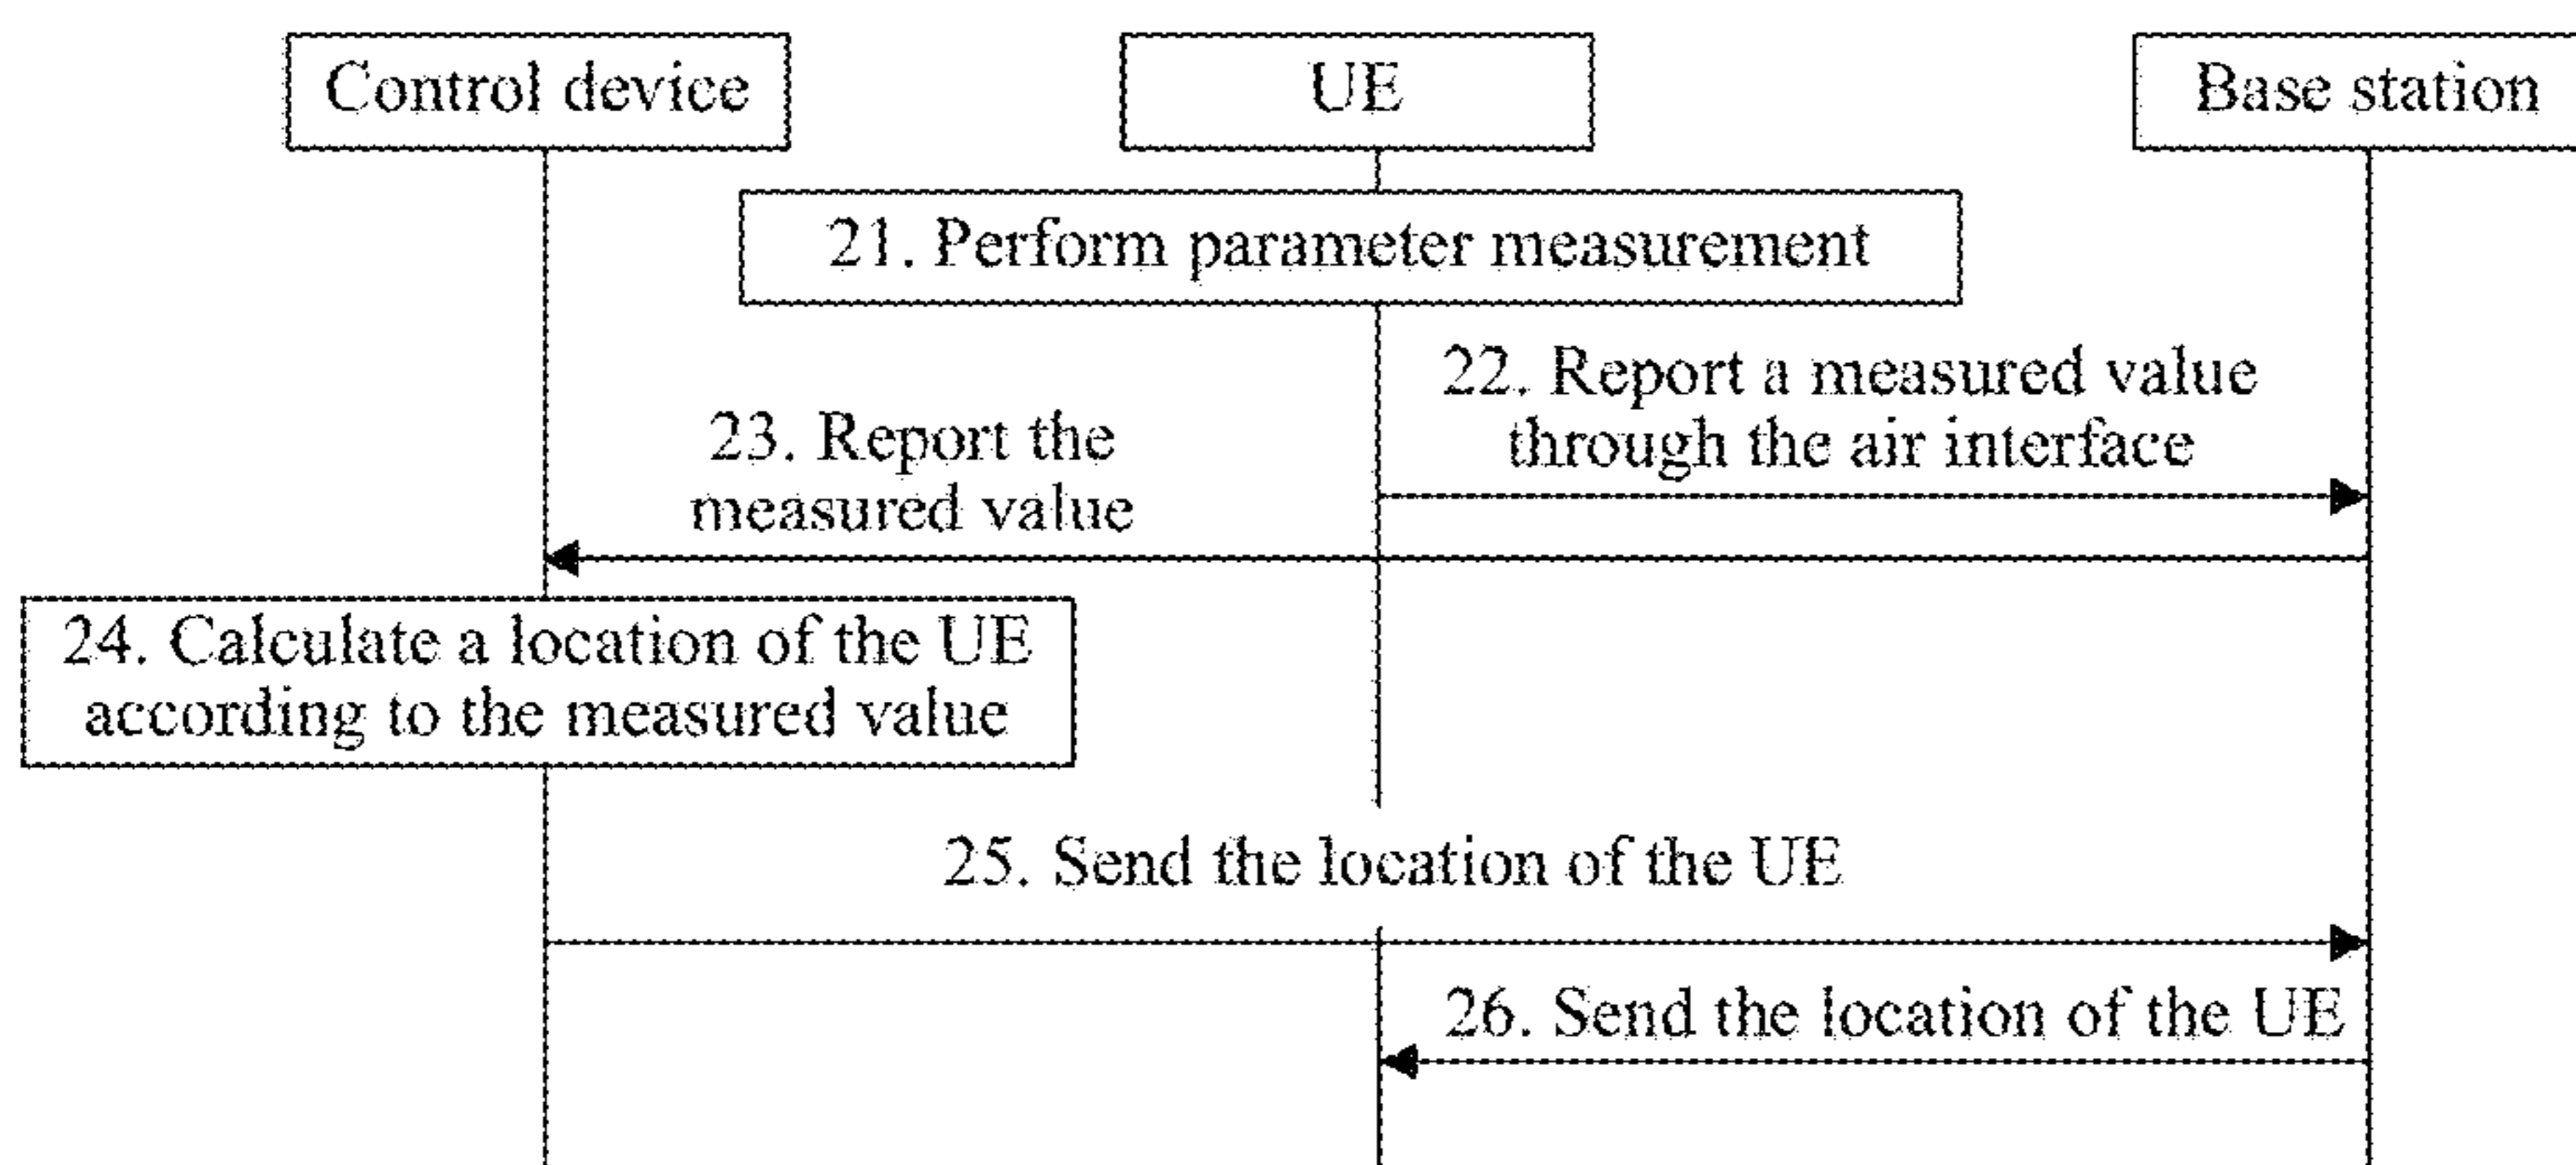 Control device
UE
Base station
21. Perform parameter measurement
22. Report a measured value
through the air interface
23. Report the
measured value
24. Calculate a location of the UE
according to the measured value
25. Send the location of the UE
26. Send the location of the UE